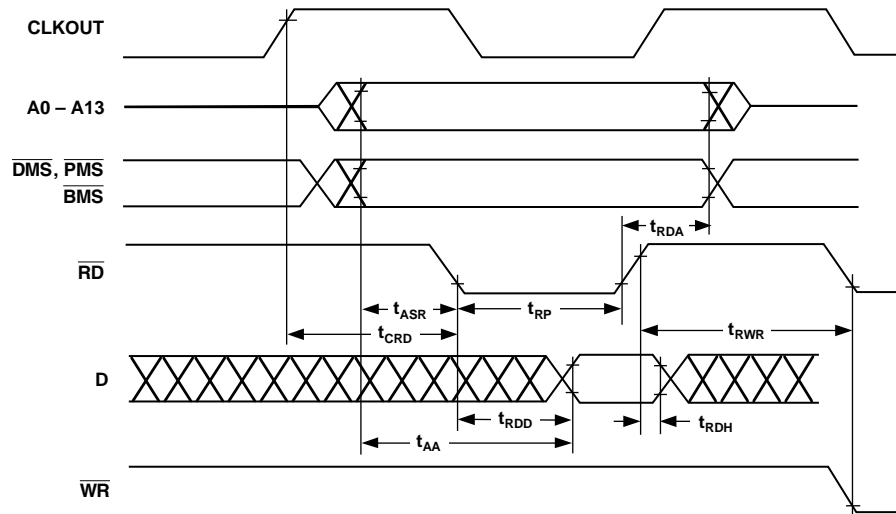 CLKOUT
A0 – A13
DMS, PMS
BMS
tRDA
RD
tASR
tRP
tCRD
tRWR
D
tRDD
tRDH
tAA
WR